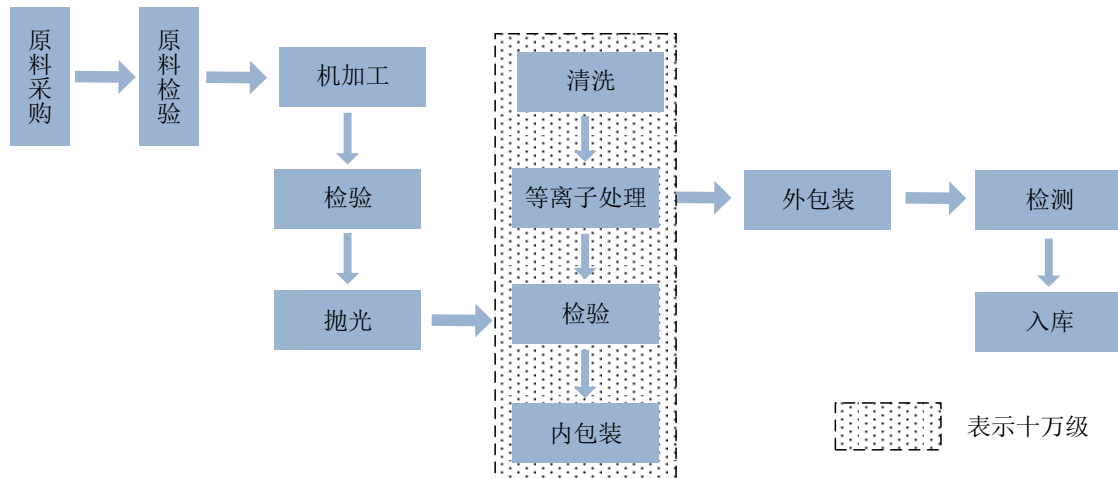 原料采购
原料检验
机加工
检验
抛光
清洗
等离子处理
检验
内包装
外包装
检测
入库
表示十万级